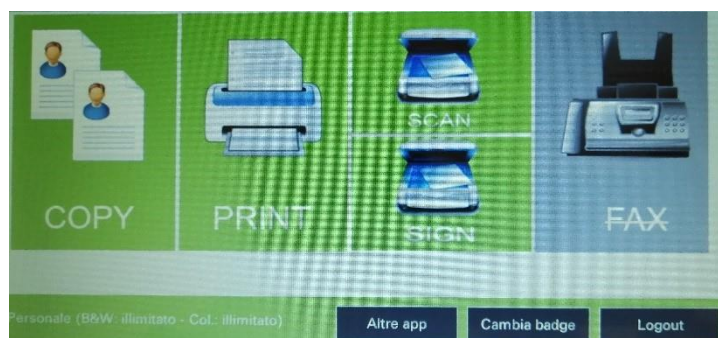 COPY
PRINT
SCAN
SIGN
FAX
Personale (B&W: illimitato - Col.: illimitato)
Altre app
Cambia badge
Logout